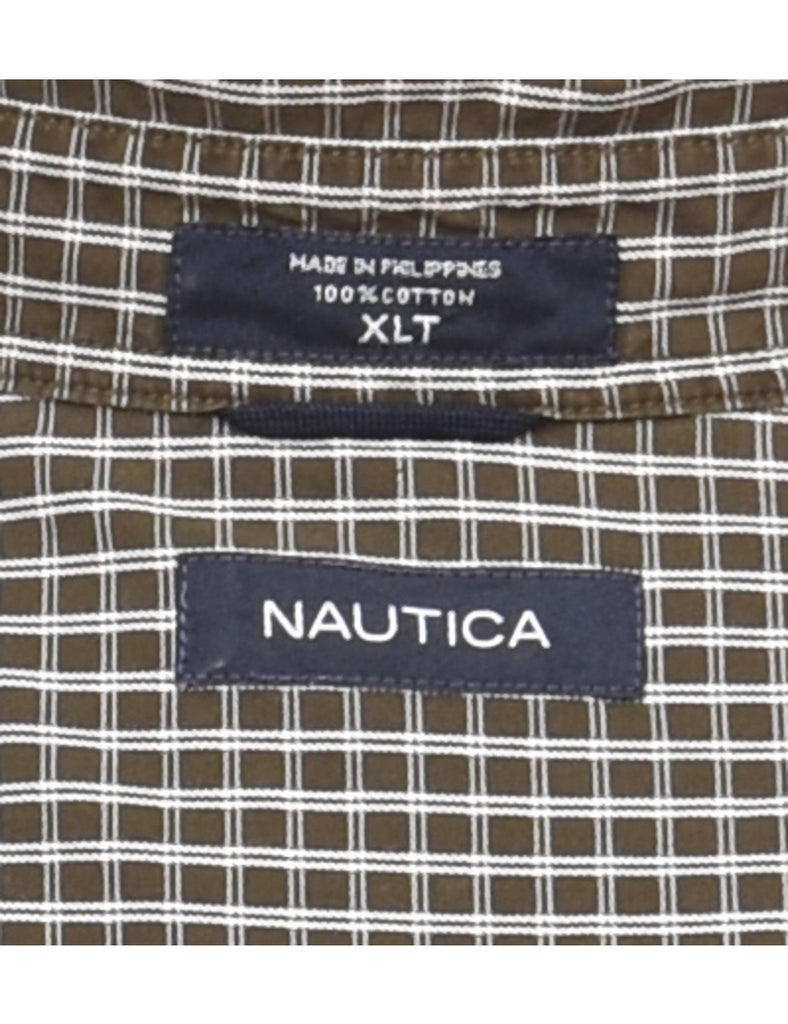 MADE IN PHILIPPINES
100% COTTON
XLT
NAUTICA